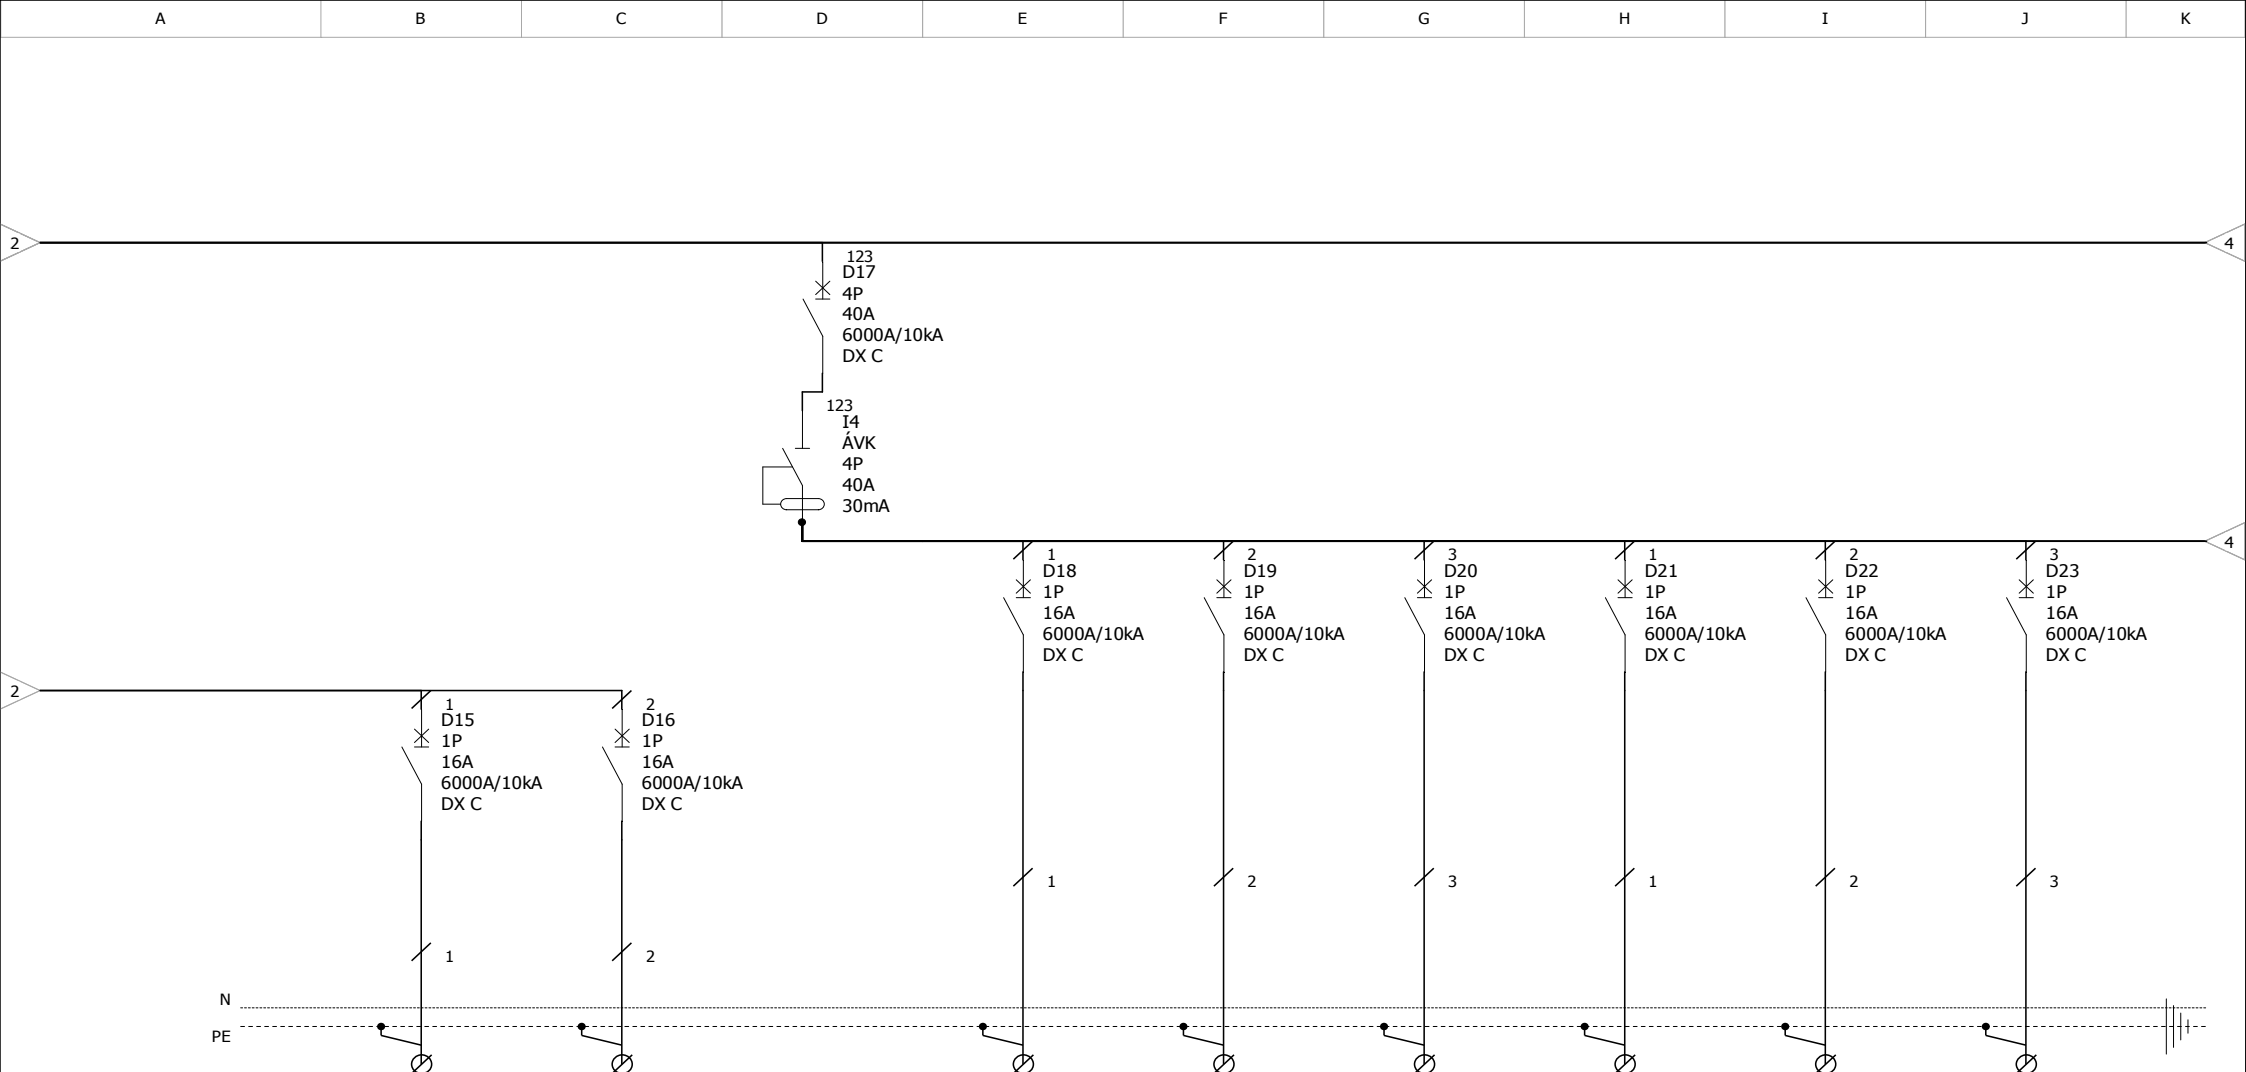 A B C D E F G H I J K
2 4
123
D17
4P
40A
6000A/10kA
DX C
123
I4
ÁVK
4P
40A
30mA
4
1 2 3 1 2 3
D18 D19 D20 D21 D22 D23
1P 1P 1P 1P 1P 1P
16A 16A 16A 16A 16A 16A
6000A/10kA 6000A/10kA 6000A/10kA 6000A/10kA 6000A/10kA 6000A/10kA
DX C DX C DX C DX C DX C DX C
2
1 2
D15 D16
1P 1P
16A 16A
6000A/10kA 6000A/10kA
DX C DX C
1 2 3 1 2 3
1 2
N
PE